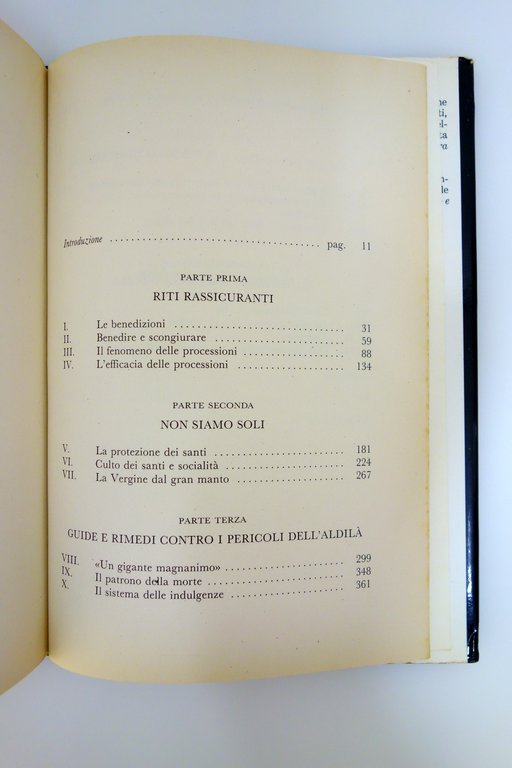 Introduzione ........................................ pag. 11
PARTE PRIMA
RITI RASSICURANTI
I. Le benedizioni ........................................ 31
II. Benedire e scongiurare ........................................ 59
III. Il fenomeno delle processioni ........................................ 88
IV. L'efficacia delle processioni ........................................ 134
PARTE SECONDA
NON SIAMO SOLI
V. La protezione dei santi ........................................ 181
VI. Culto dei santi e socialità ........................................ 224
VII. La Vergine dal gran manto ........................................ 267
PARTE TERZA
GUIDE E RIMEDI CONTRO I PERICOLI DELL'ALDILÀ
VIII. «Un gigante magnanimo» ........................................ 299
IX. Il patrono della morte ........................................ 348
X. Il sistema delle indulgenze ........................................ 361